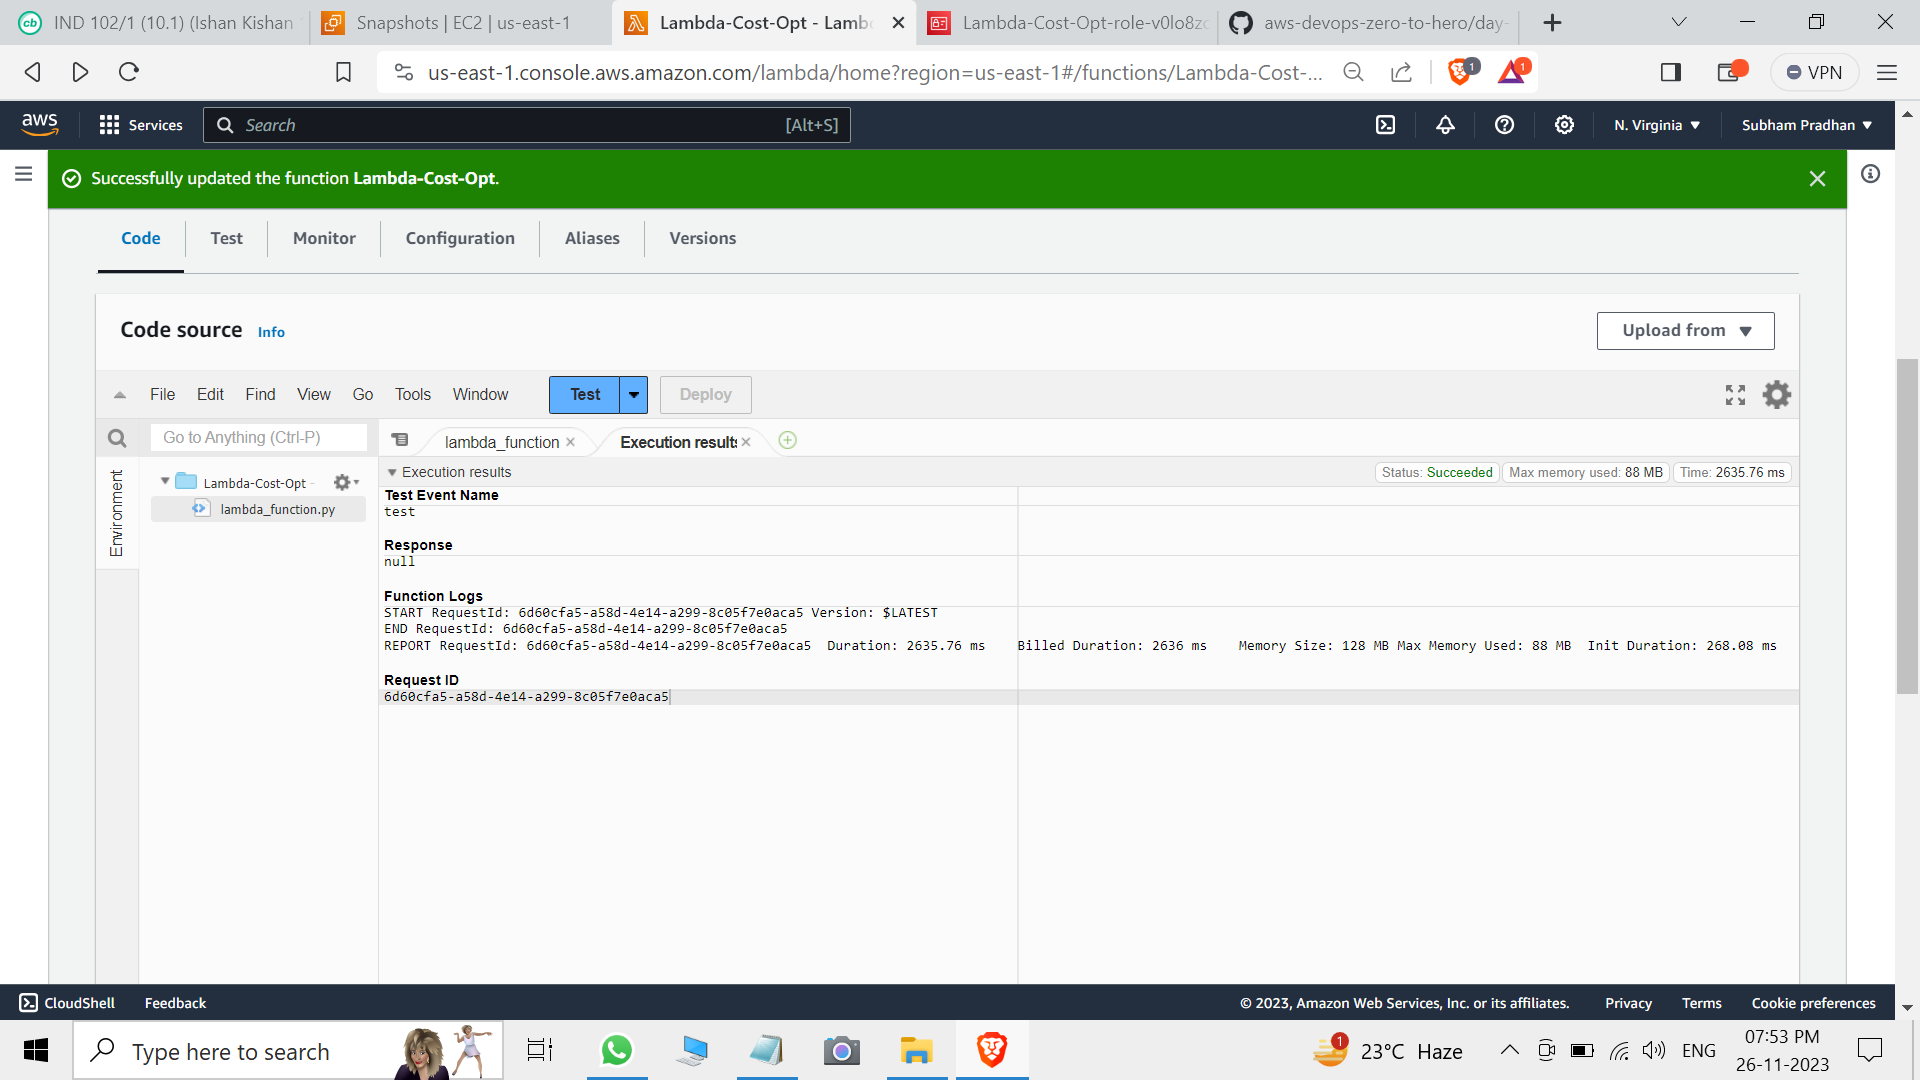 IND 102/1 (10.1) (Ishan Kishan
Snapshots | EC2 | us-east-1
Lambda-Cost-Opt - Lamb
Lambda-Cost-Opt-role-v0lo8zc
aws-devops-zero-to-hero/day-
us-east-1.console.aws.amazon.com/lambda/home?region=us-east-1#/functions/Lambda-Cost-...
1
1
VPN
aws
Services
Search
[Alt+S]
N. Virginia
Subham Pradhan
Successfully updated the function Lambda-Cost-Opt.
Code
Test
Monitor
Configuration
Aliases
Versions
Code source
Info
Upload from
File
Edit
Find
View
Go
Tools
Window
Test
Deploy
Go to Anything (Ctrl-P)
lambda_function
Execution results
Environment
Lambda-Cost-Opt -
lambda_function.py
Execution results
Status: Succeeded
Max memory used: 88 MB
Time: 2635.76 ms
Test Event Name
test
Response
null
Function Logs
START RequestId: 6d60cfa5-a58d-4e14-a299-8c05f7e0aca5 Version: $LATEST
END RequestId: 6d60cfa5-a58d-4e14-a299-8c05f7e0aca5
REPORT RequestId: 6d60cfa5-a58d-4e14-a299-8c05f7e0aca5 Duration: 2635.76 ms Billed Duration: 2636 ms Memory Size: 128 MB Max Memory Used: 88 MB Init Duration: 268.08 ms
Request ID
6d60cfa5-a58d-4e14-a299-8c05f7e0aca5
CloudShell
Feedback
© 2023, Amazon Web Services, Inc. or its affiliates.
Privacy
Terms
Cookie preferences
Type here to search
1
23°C Haze
ENG
07:53 PM
26-11-2023